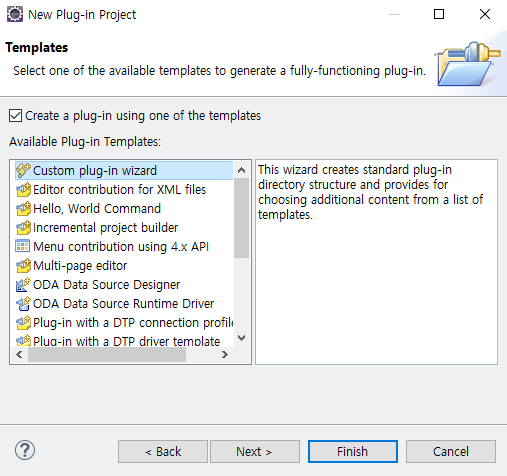 New Plug-in Project
Templates
Select one of the available templates to generate a fully-functioning plug-in.
Create a plug-in using one of the templates
Available Plug-in Templates:
Custom plug-in wizard
Editor contribution for XML files
Hello, World Command
Incremental project builder
Menu contribution using 4.x API
Multi-page editor
ODA Data Source Designer
ODA Data Source Runtime Driver
Plug-in with a DTP connection profile
Plug-in with a DTP driver template
This wizard creates standard plug-in
directory structure and provides for
choosing additional content from a list of
templates.
?
< Back
Next >
Finish
Cancel